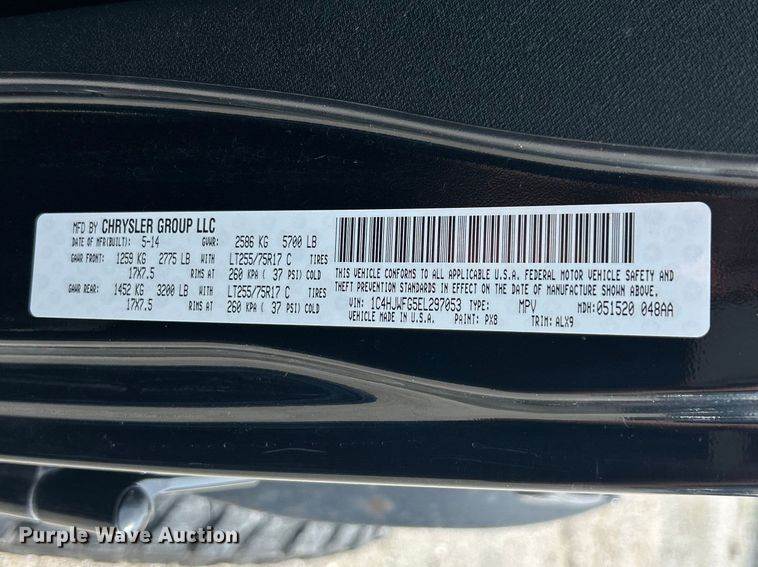 MFD BY CHRYSLER GROUP LLC
DATE OF MFR(BUILT): 5-14 GVWR: 2586 KG 5700 LB
GAWR FRONT: 1259 KG 2775 LB WITH LT255/75R17 C TIRES
17X7.5 RIMS AT 260 KPA ( 37 PSI) COLD
GAWR REAR: 1452 KG 3200 LB WITH LT255/75R17 C TIRES
17X7.5 RIMS AT 260 KPA ( 37 PSI) COLD
THIS VEHICLE CONFORMS TO ALL APPLICABLE U.S.A. FEDERAL MOTOR VEHICLE SAFETY AND
THEFT PREVENTION STANDARDS IN EFFECT ON THE DATE OF MANUFACTURE SHOWN ABOVE.
VIN: 1C4HJWFG5EL297053 TYPE: MPV MDH:051520 048AA
VEHICLE MADE IN U.S.A. PAINT: PX8 TRIM: ALX9
Purple Wave Auction